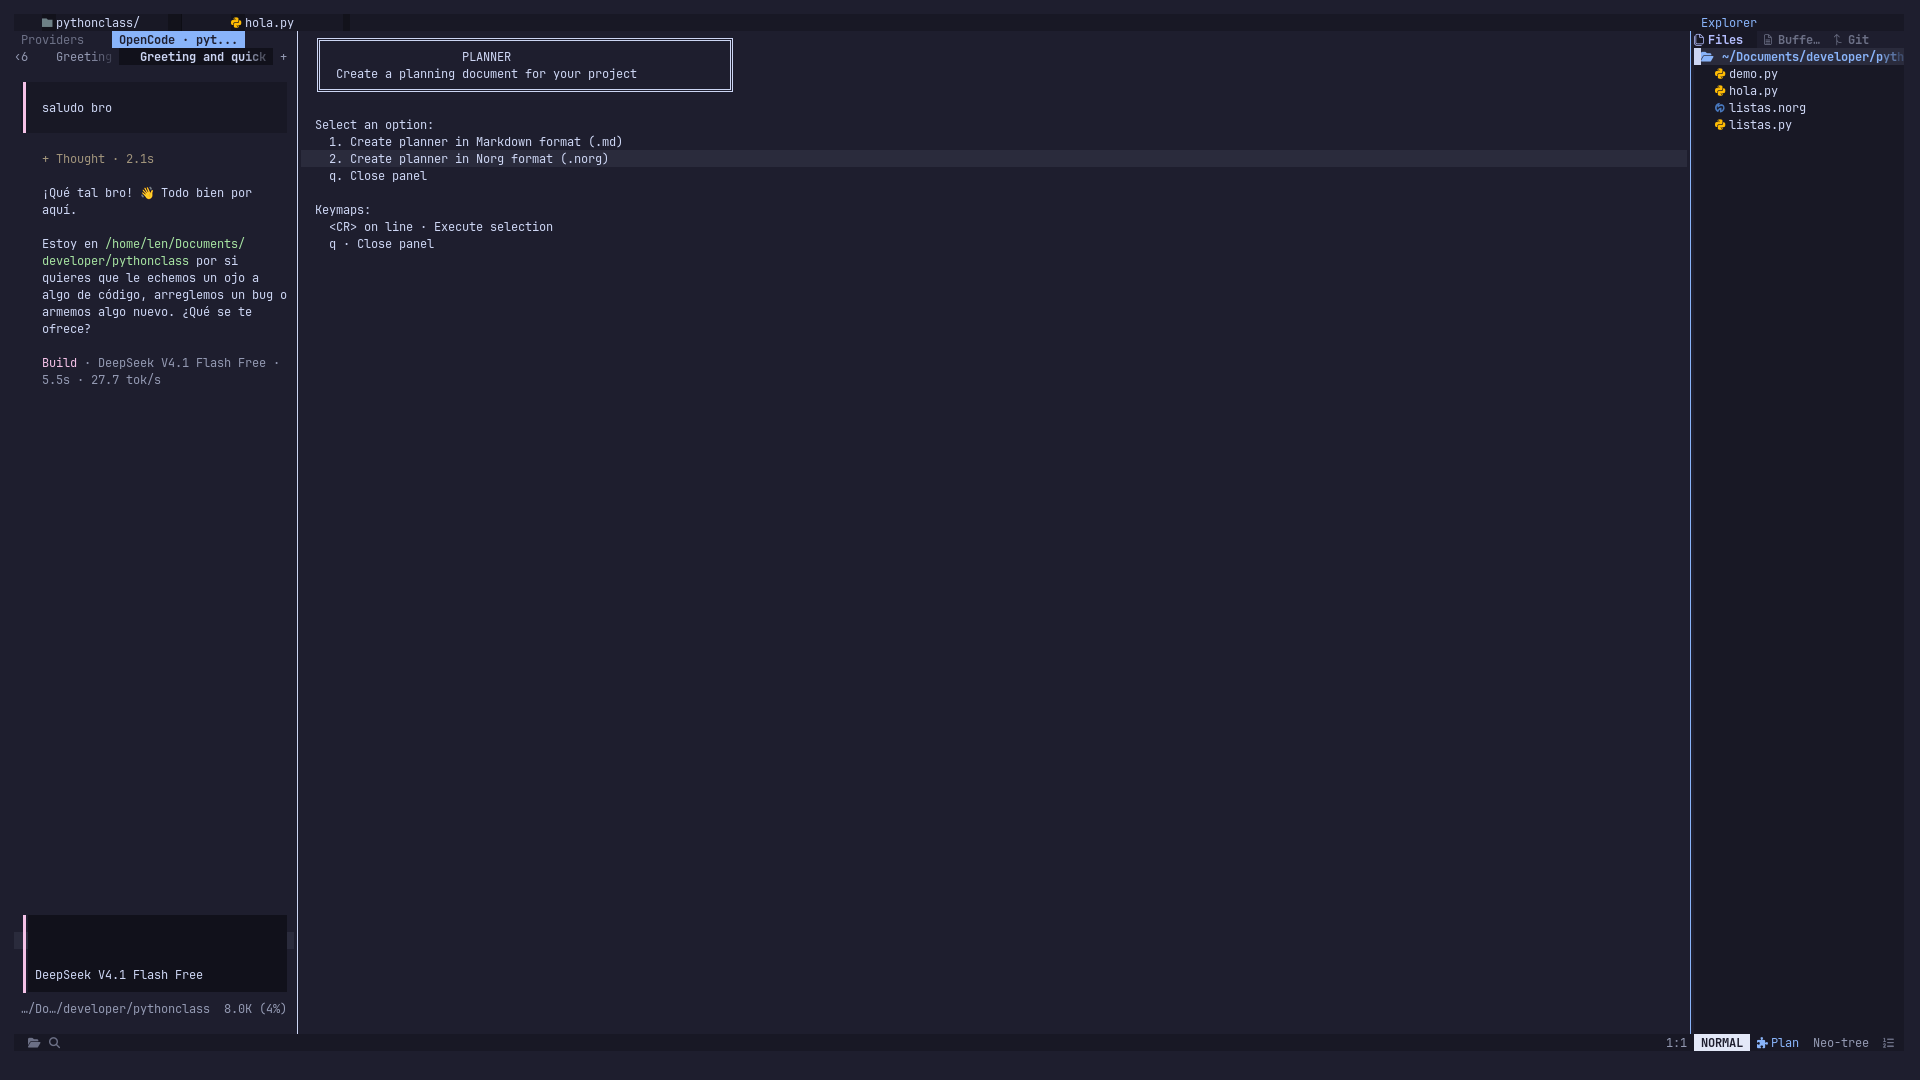 pythonclass/ hola.py
Providers OpenCode · pyt...
‹6 Greeting Greeting and quick +
saludo bro
+ Thought · 2.1s
¡Qué tal bro! 👋 Todo bien por
aquí.
Estoy en /home/len/Documents/
developer/pythonclass por si
quieres que le echemos un ojo a
algo de código, arreglemos un bug o
armemos algo nuevo. ¿Qué se te
ofrece?
Build · DeepSeek V4.1 Flash Free ·
5.5s · 27.7 tok/s
DeepSeek V4.1 Flash Free
…/Do…/developer/pythonclass 8.0K (4%)
PLANNER
Create a planning document for your project
Select an option:
1. Create planner in Markdown format (.md)
2. Create planner in Norg format (.norg)
q. Close panel
Keymaps:
<CR> on line · Execute selection
q · Close panel
Explorer
Files Buffe… Git
~/Documents/developer/pyth
demo.py
hola.py
listas.norg
listas.py
1:1 NORMAL Plan Neo-tree